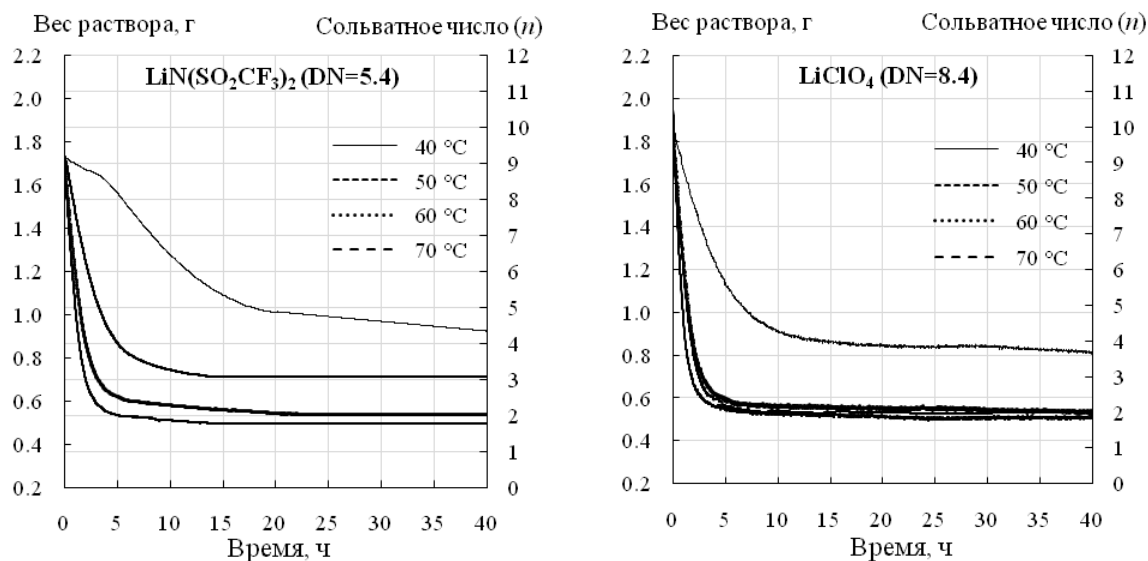 Вес раствора, г
Сольватное число (n)
LiN(SO₂CF₃)₂ (DN=5.4)
2.2
2.0
1.8
1.6
1.4
1.2
1.0
0.8
0.6
0.4
0.2
12
11
10
9
8
7
6
5
4
3
2
1
0
40 °C
50 °C
60 °C
70 °C
0 5 10 15 20 25 30 35 40
Время, ч
Вес раствора, г
Сольватное число (n)
LiClO₄ (DN=8.4)
2.2
2.0
1.8
1.6
1.4
1.2
1.0
0.8
0.6
0.4
0.2
12
11
10
9
8
7
6
5
4
3
2
1
0
40 °C
50 °C
60 °C
70 °C
0 5 10 15 20 25 30 35 40
Время, ч